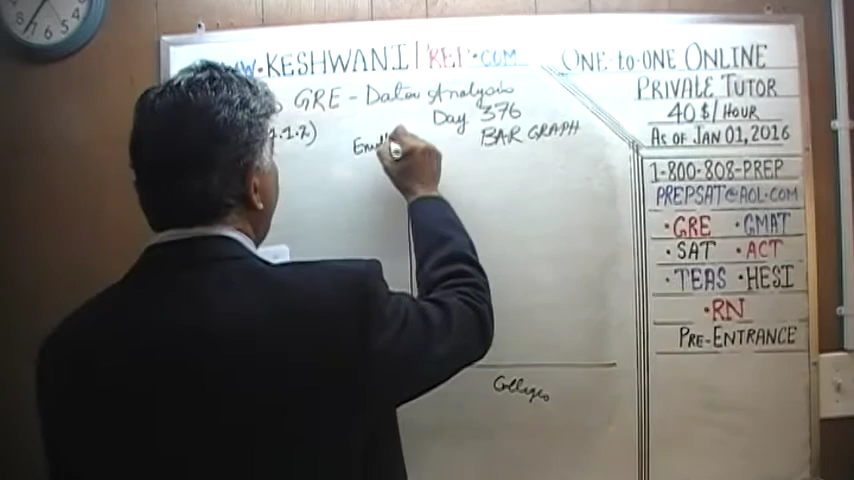 KESHWANI PREP.COM
GRE - Data Analysis
Day 376
4.1.2)
BAR GRAPH
Colleges
ONE-to-ONE ONLINE
PRIVATE TUTOR
40 $/HOUR
AS OF JAN 01, 2016
1-800-808-PREP
PREPSAT@AOL.COM
•GRE •GMAT
•SAT •ACT
•TEAS •HESI
•RN
PRE-ENTRANCE